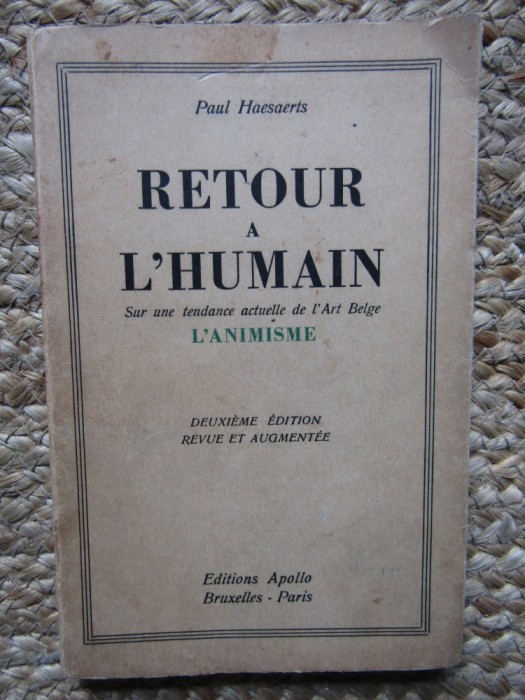 Paul Haesaerts
RETOUR
A
L'HUMAIN
Sur une tendance actuelle de l'Art Belge
L'ANIMISME
DEUXIÈME ÉDITION
REVUE ET AUGMENTÉE
Editions Apollo
Bruxelles - Paris